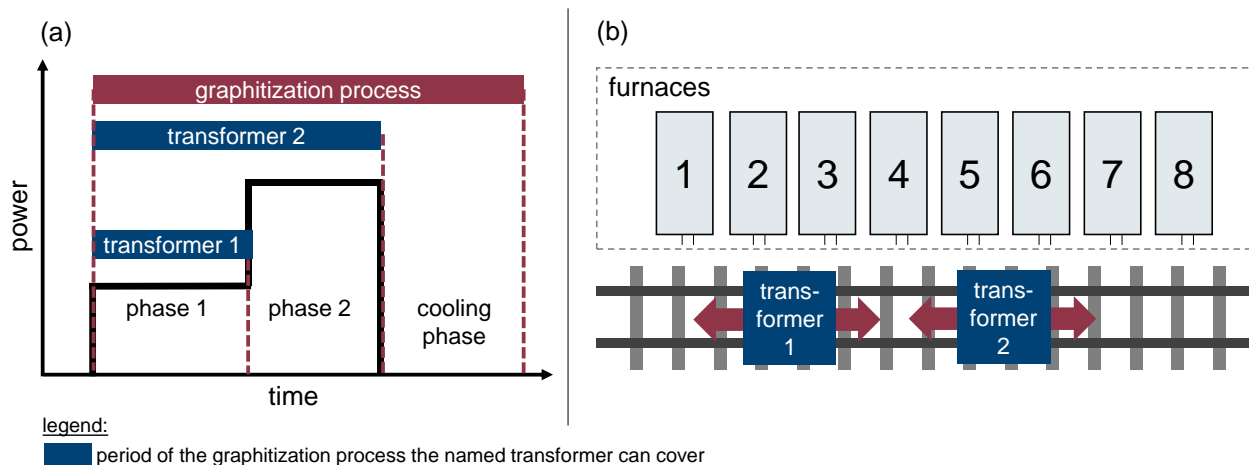 (a)
graphitization process
transformer 2
transformer 1
power
phase 1
phase 2
cooling
phase
time
legend:
period of the graphitization process the named transformer can cover
(b)
furnaces
1 2 3 4 5 6 7 8
trans-
former
1
trans-
former
2